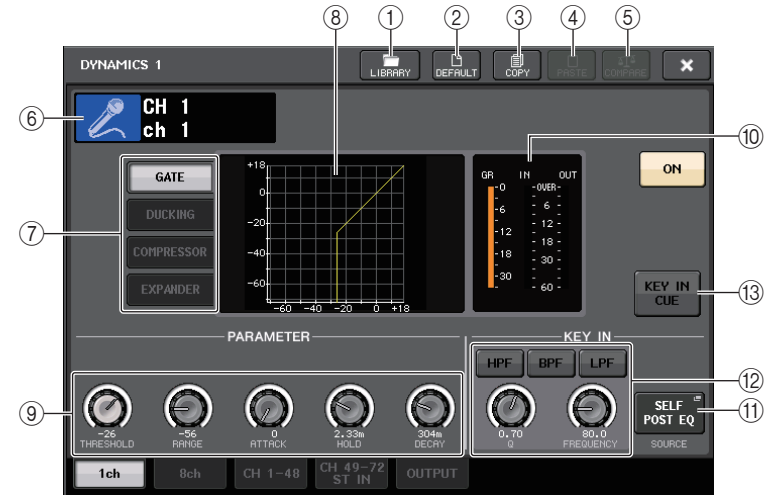 ⑧ ① ② ③ ④ ⑤
DYNAMICS 1
LIBRARY DEFAULT COPY PASTE COMPARE ×
⑥
CH 1
ch 1
⑦
GATE
DUCKING
COMPRESSOR
EXPANDER
+18
0
-20
-40
-60
-60 -40 -20 0 +18
⑩
GR IN OUT
-0 -OVER-
-6 - 6 -
-12 - 12 -
- 18 -
-18 - 30 -
-30
- 60 -
ON
KEY IN
CUE
⑬
PARAMETER
KEY IN
HPF BPF LPF
⑫
⑨
-26 -56 0 2.33m 304m
THRESHOLD RANGE ATTACK HOLD DECAY
0.70 80.0
Q FREQUENCY
SELF
POST EQ
⑪
SOURCE
1ch 8ch CH 1-48 CH 49-72
ST IN OUTPUT